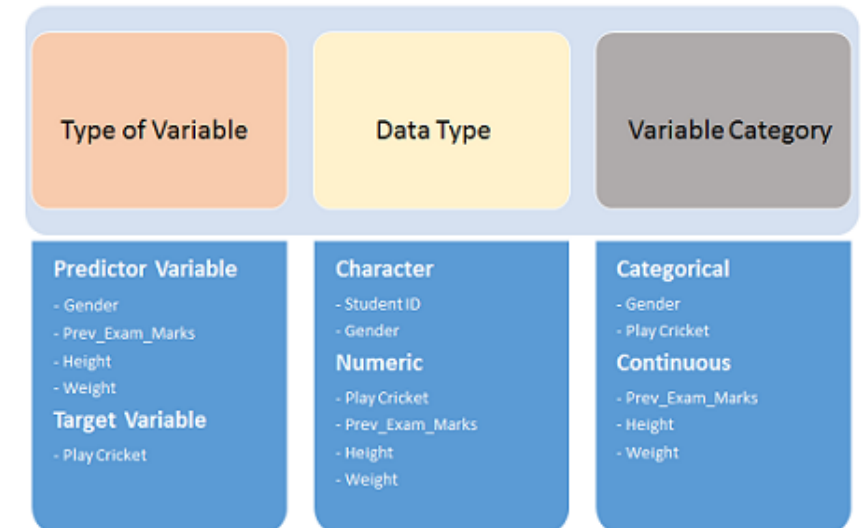 Type of Variable
Data Type
Variable Category
Predictor Variable
- Gender
- Prev_Exam_Marks
- Height
- Weight
Target Variable
- Play Cricket
Character
- Student ID
- Gender
Numeric
- Play Cricket
- Prev_Exam_Marks
- Height
- Weight
Categorical
- Gender
- Play Cricket
Continuous
- Prev_Exam_Marks
- Height
- Weight